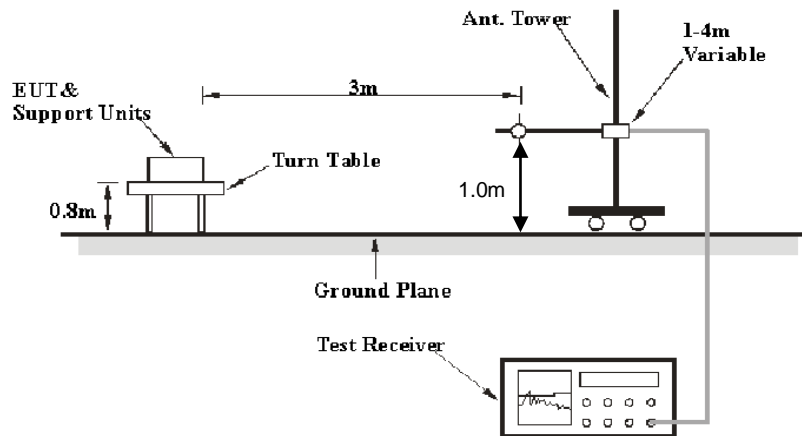 Ant. Tower
1-4m
Variable
3m
EUT &
Support Units
Turn Table
0.8m
1.0m
Ground Plane
Test Receiver